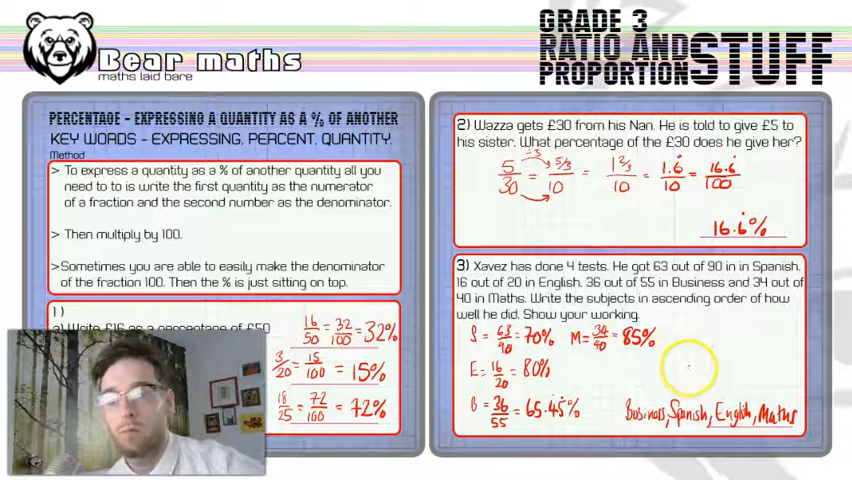 Bear maths
maths laid bare
GRADE 3
RATIO AND
PROPORTION
STUFF
PERCENTAGE - EXPRESSING A QUANTITY AS A % OF ANOTHER
KEY WORDS - EXPRESSING, PERCENT, QUANTITY.
Method
> To express a quantity as a % of another quantity all you
need to to is write the first quantity as the numerator
of a fraction and the second number as the denominator.
> Then multiply by 100.
>Sometimes you are able to easily make the denominator
of the fraction 100. Then the % is just sitting on top.
1)
a) Write £16 as a percentage of £50
16/50 = 32/100 = 32%
3/20 = 15/100 = 15%
18/25 = 72/100 = 72%
2) Wazza gets £30 from his Nan. He is told to give £5 to
his sister. What percentage of the £30 does he give her?
÷3
5/30 = 5/3/10 = 1 2/3/10 = 1.6̇/10 = 16.6̇/100
16.6̇%
3) Xavez has done 4 tests. He got 63 out of 90 in in Spanish.
16 out of 20 in English. 36 out of 55 in Business and 34 out of
40 in Maths. Write the subjects in ascending order of how
well he did. Show your working.
S = 63/90 = 70% M = 34/40 = 85%
E = 16/20 = 80%
B = 36/55 = 65.4̇5̇%
Business, Spanish, English, Maths